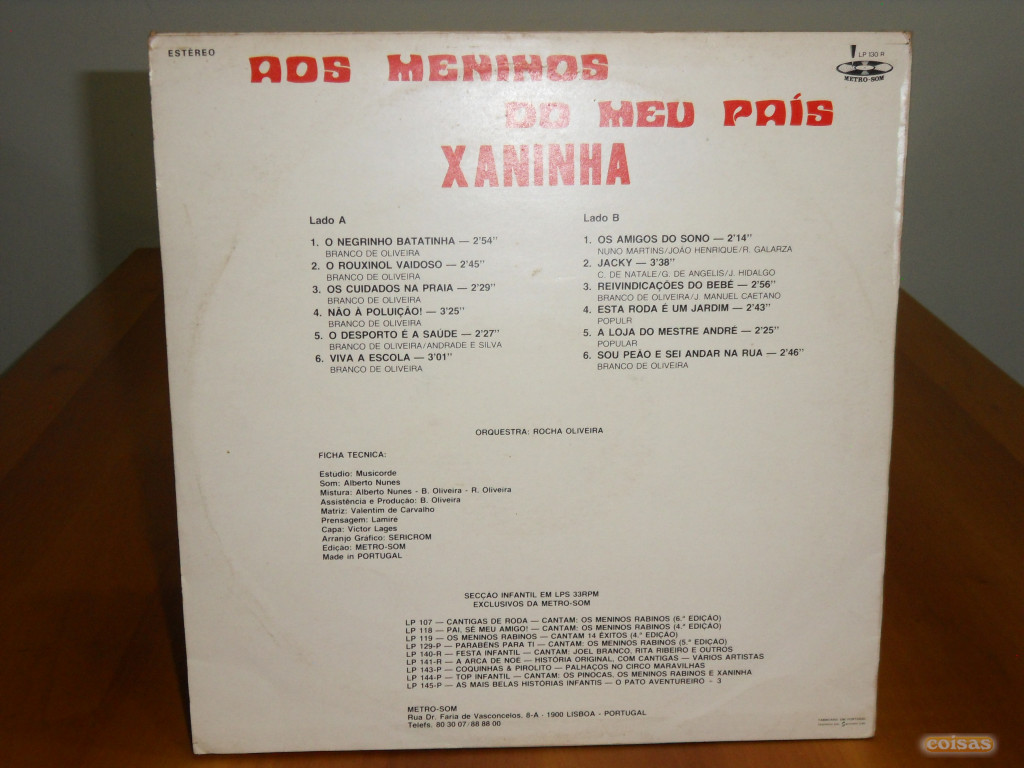 ESTÉREO
LP 130-R
METRO-SOM
AOS MENINOS
DO MEU PAÍS
XANINHA
Lado A
1. O NEGRINHO BATATINHA — 2'54"
BRANCO DE OLIVEIRA
2. O ROUXINOL VAIDOSO — 2'45"
BRANCO DE OLIVEIRA
3. OS CUIDADOS NA PRAIA — 2'29"
BRANCO DE OLIVEIRA
4. NÃO À POLUIÇÃO! — 3'25"
BRANCO DE OLIVEIRA
5. O DESPORTO É A SAÚDE — 2'27"
BRANCO DE OLIVEIRA/ANDRADE E SILVA
6. VIVA A ESCOLA — 3'01"
BRANCO DE OLIVEIRA
Lado B
1. OS AMIGOS DO SONO — 2'14"
NUNO MARTINS/JOÃO HENRIQUE/R. GALARZA
2. JACKY — 3'38"
C. DE NATALE/G. DE ANGELIS/J. HIDALGO
3. REIVINDICAÇÕES DO BEBÉ — 2'56"
BRANCO DE OLIVEIRA/J. MANUEL CAETANO
4. ESTA RODA É UM JARDIM — 2'43"
POPULR
5. A LOJA DO MESTRE ANDRÉ — 2'25"
POPULAR
6. SOU PEÃO E SEI ANDAR NA RUA — 2'46"
BRANCO DE OLIVEIRA
ORQUESTRA: ROCHA OLIVEIRA
FICHA TECNICA:
Estúdio: Musicorde
Som: Alberto Nunes
Mistura: Alberto Nunes - B. Oliveira - R. Oliveira
Assistência e Produção: B. Oliveira
Matriz: Valentim de Carvalho
Prensagem: Lamiré
Capa: Victor Lages
Arranjo Gráfico: SERICROM
Edição: METRO-SOM
Made in PORTUGAL
SECÇÃO INFANTIL EM LPS 33RPM
EXCLUSIVOS DA METRO-SOM
LP 107 — CANTIGAS DE RODA — CANTAM: OS MENINOS RABINOS (6.ª EDIÇÃO)
LP 118 — PAI, SÊ MEU AMIGO! — CANTAM: OS MENINOS RABINOS (4.ª EDIÇÃO)
LP 119 — OS MENINOS RABINOS — CANTAM 14 ÊXITOS (4.ª EDIÇÃO)
LP 129-P — PARABÉNS PARA TI — CANTAM: OS MENINOS RABINOS (5.ª EDIÇÃO)
LP 140-R — FESTA INFANTIL — CANTAM: JOEL BRANCO, RITA RIBEIRO E OUTROS
LP 141-R — A ARCA DE NOÉ — HISTÓRIA ORIGINAL, COM CANTIGAS — VÁRIOS ARTISTAS
LP 143-P — COQUINHAS & PIROLITO — PALHAÇOS NO CIRCO MARAVILHAS
LP 144-P — TOP INFANTIL — CANTAM: OS PINOCAS, OS MENINOS RABINOS E XANINHA
LP 145-P — AS MAIS BELAS HISTÓRIAS INFANTIS — O PATO AVENTUREIRO - 3
METRO-SOM
Rua Dr. Faria de Vasconcelos, 8-A - 1900 LISBOA - PORTUGAL
Telefs. 80 30 07/88 88 00
coisas